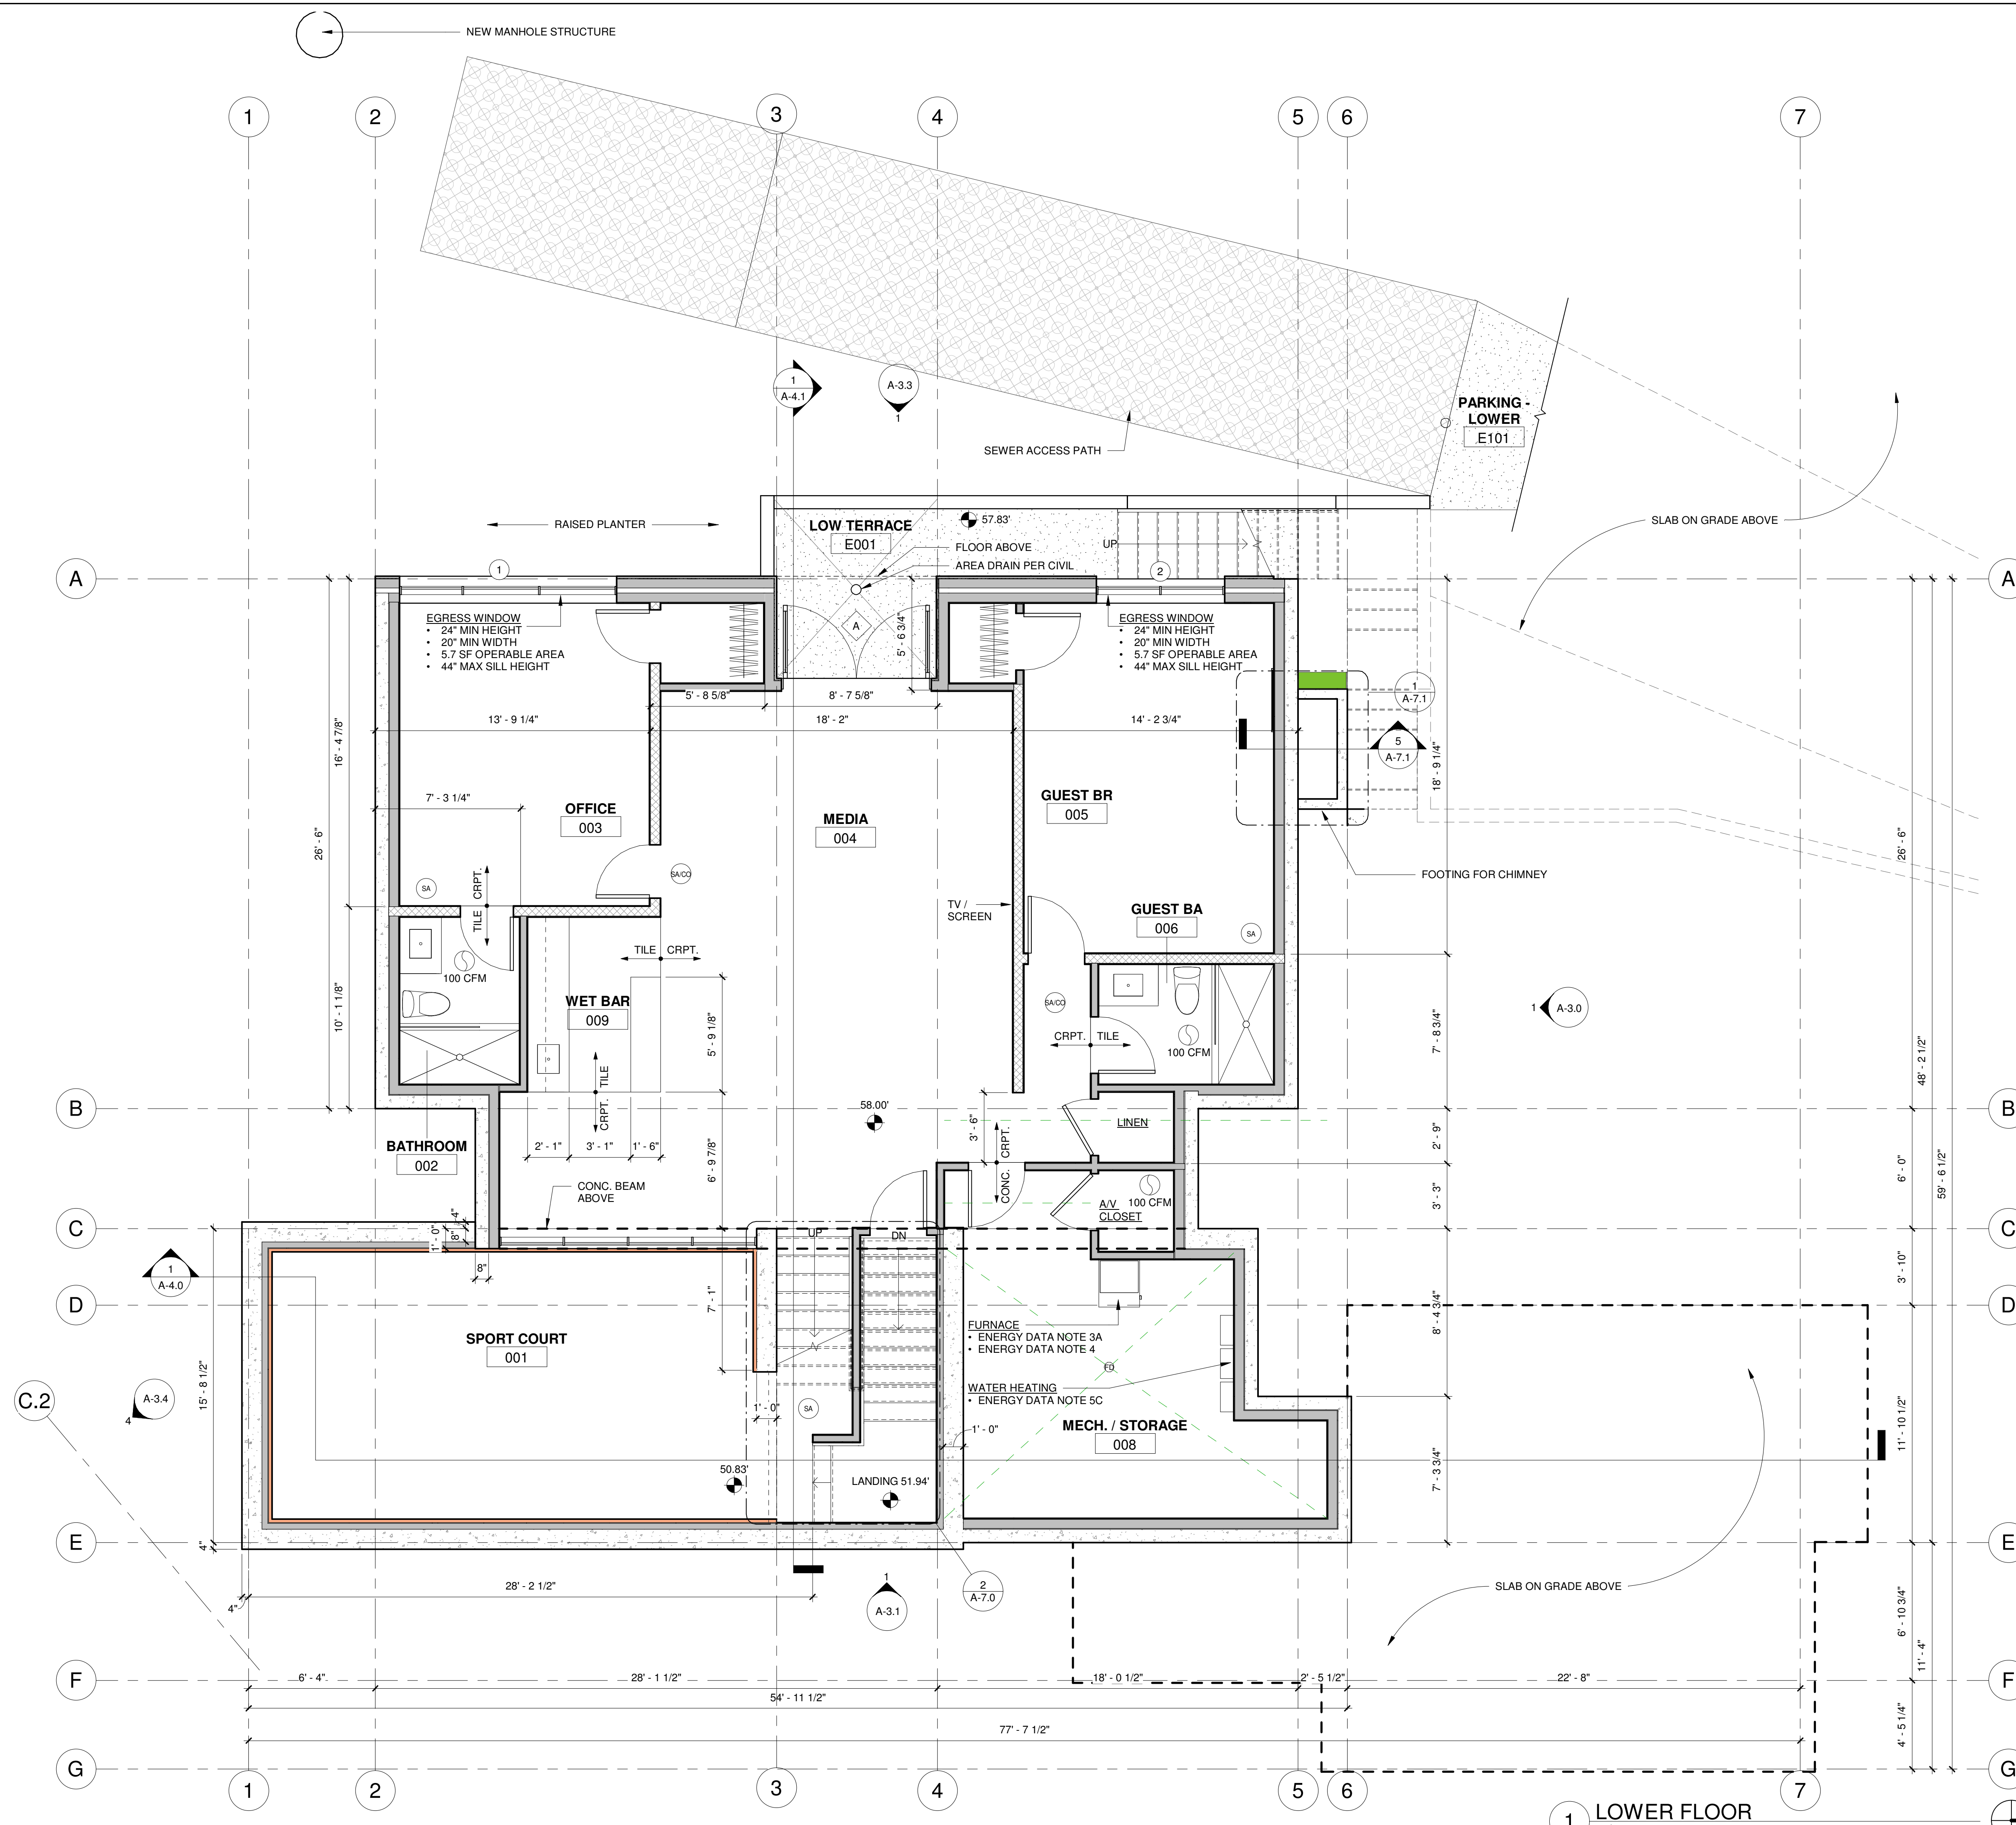 NEW MANHOLE STRUCTURE
1
2
3
4
5
6
7
1
A-4.1
A-3.3
1
PARKING -
LOWER
E101
SEWER ACCESS PATH
RAISED PLANTER
LOW TERRACE
E001
57.83'
UP
FLOOR ABOVE
AREA DRAIN PER CIVIL
SLAB ON GRADE ABOVE
A
1
2
A
EGRESS WINDOW
• 24" MIN HEIGHT
• 20" MIN WIDTH
• 5.7 SF OPERABLE AREA
• 44" MAX SILL HEIGHT
A
5' - 6 3/4"
EGRESS WINDOW
• 24" MIN HEIGHT
• 20" MIN WIDTH
• 5.7 SF OPERABLE AREA
• 44" MAX SILL HEIGHT
5' - 8 5/8"
8' - 7 5/8"
1
A-7.1
13' - 9 1/4"
18' - 2"
14' - 2 3/4"
5
A-7.1
16' - 4 7/8"
18' - 9 1/4"
7' - 3 1/4"
OFFICE
003
MEDIA
004
GUEST BR
005
26' - 6"
26' - 6"
SA
CRPT.
TILE
SA/CO
TV /
SCREEN
FOOTING FOR CHIMNEY
GUEST BA
006
SA
TILE
CRPT.
100 CFM
WET BAR
009
SA/CO
10' - 1 1/8"
5' - 9 1/8"
CRPT.
TILE
100 CFM
7' - 8 3/4"
1
A-3.0
48' - 2 1/2"
TILE
CRPT.
B
58.00'
B
3' - 6"
LINEN
BATHROOM
002
2' - 1"
3' - 1"
1' - 6"
6' - 9 7/8"
CRPT.
CONC.
2' - 9"
6' - 0"
59' - 6 1/2"
CONC. BEAM
ABOVE
A/V
CLOSET
100 CFM
3' - 3"
C
4"
8"
1' - 0"
UP
DN
C
8"
1
A-4.0
3' - 10"
D
7' - 1"
D
SPORT COURT
001
FURNACE
• ENERGY DATA NOTE 3A
• ENERGY DATA NOTE 4
8' - 4 3/4"
FD
WATER HEATING
• ENERGY DATA NOTE 5C
15' - 8 1/2"
C.2
A-3.4
4
1' - 0"
SA
MECH. / STORAGE
008
1' - 0"
11' - 10 1/2"
50.83'
LANDING 51.94'
7' - 3 3/4"
E
4"
E
28' - 2 1/2"
4"
1
A-3.1
2
A-7.0
SLAB ON GRADE ABOVE
6' - 10 3/4"
11' - 4"
F
6' - 4"
28' - 1 1/2"
18' - 0 1/2"
2' - 5 1/2"
22' - 8"
F
54' - 11 1/2"
77' - 7 1/2"
4' - 5 1/4"
G
G
1
2
3
4
5
6
7
1
LOWER FLOOR